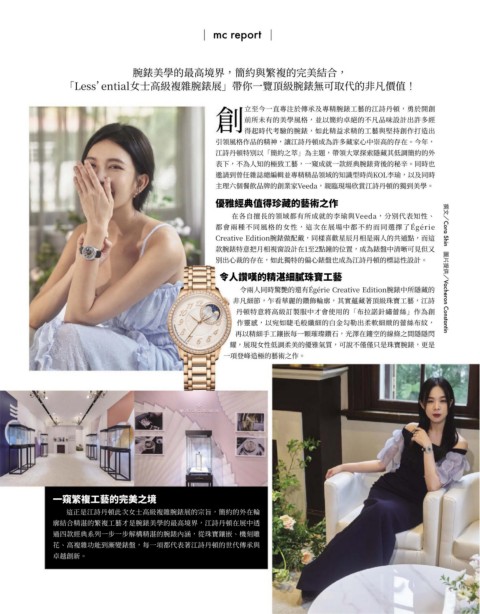 mc report
腕錶美學的最高境界，簡約與繁複的完美結合，
「Less’ential女士高級複雜腕錶展」帶你一覽頂級腕錶無可取代的非凡價值！
創立至今一直專注於傳承及專精腕錶工藝的江詩丹頓，勇於開創
前所未有的美學風格，並以簡約卓絕的不凡品味設計出許多經
得起時代考驗的腕錶，如此精益求精的工藝與堅持創作打造出
引領風格作品的精神，讓江詩丹頓成為許多藏家心中崇高的存在。今年，
江詩丹頓特別以「簡約之萃」為主題，帶領大眾探索隱藏其低調簡約的外
表下，不為人知的極致工藝，一窺成就一款經典腕錶背後的秘辛。同時也
邀請到曾任雜誌總編輯並專精精品領域的知識型時尚KOL李瑜，以及同時
主理六個餐飲品牌的創業家Veeda，親臨現場欣賞江詩丹頓的獨到美學。
優雅經典值得珍藏的藝術之作
在各自擅長的領域都有所成就的李瑜與Veeda，分別代表知性、
都會兩種不同風格的女性，這次在展場中都不約而同選擇了Égérie
Creative Edition腕錶做配戴，同樣喜歡星辰月相是兩人的共通點，而這
款腕錶特意把月相視窗設計在1至2點鐘的位置，成為錶盤中清晰可見但又
別出心裁的存在，如此獨特的偏心錶盤也成為江詩丹頓的標誌性設計。
令人讚嘆的精湛細膩珠寶工藝
令兩人同時驚艷的還有Égérie Creative Edition腕錶中所隱藏的
非凡細節，乍看華麗的鑽飾輪廓，其實蘊藏著頂級珠寶工藝，江詩
丹頓特意將高級訂製服中才會使用的「布拉諾針繡蕾絲」作為創
作靈感，以宛如睫毛般纖細的白金勾勒出柔軟細緻的蕾絲布紋，
再以精細手工鑲嵌每一顆璀璨鑽石，光澤在鏤空的線條之間隱隱閃
耀，展現女性低調柔美的優雅氣質，可說不僅僅只是珠寶腕錶，更是
一項登峰造極的藝術之作。
撰文／Cora Shin 圖片提供／Vacheron Constantin
一窺繁複工藝的完美之境
這正是江詩丹頓此次女士高級複雜腕錶展的宗旨，簡約的外在輪
廓結合精湛的繁複工藝才是腕錶美學的最高境界，江詩丹頓在展中透
過四款經典系列一步一步解構精湛的腕錶內涵，從珠寶鑲嵌、機刻雕
花、高複雜功能到漸變錶盤，每一項都代表著江詩丹頓的世代傳承與
卓越創新。